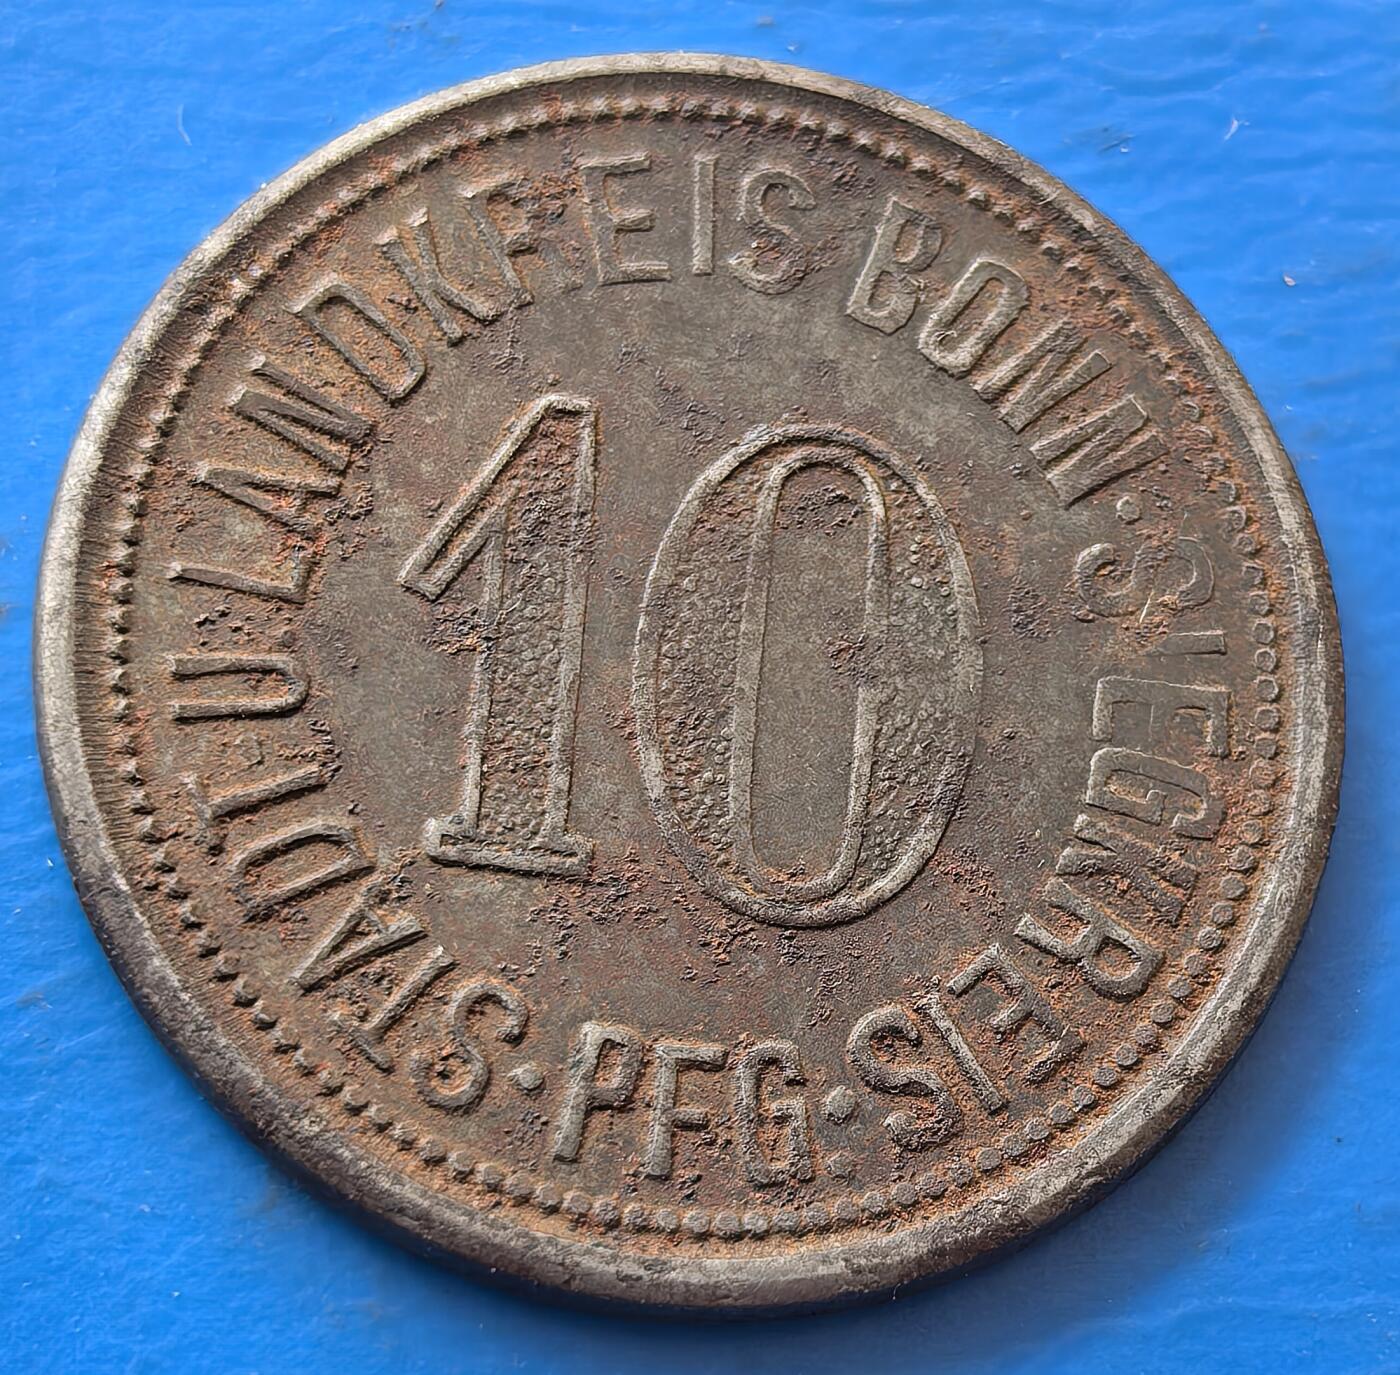 STADT U LANDKREIS BONN · SIEGKREIS ·
10
PFG.